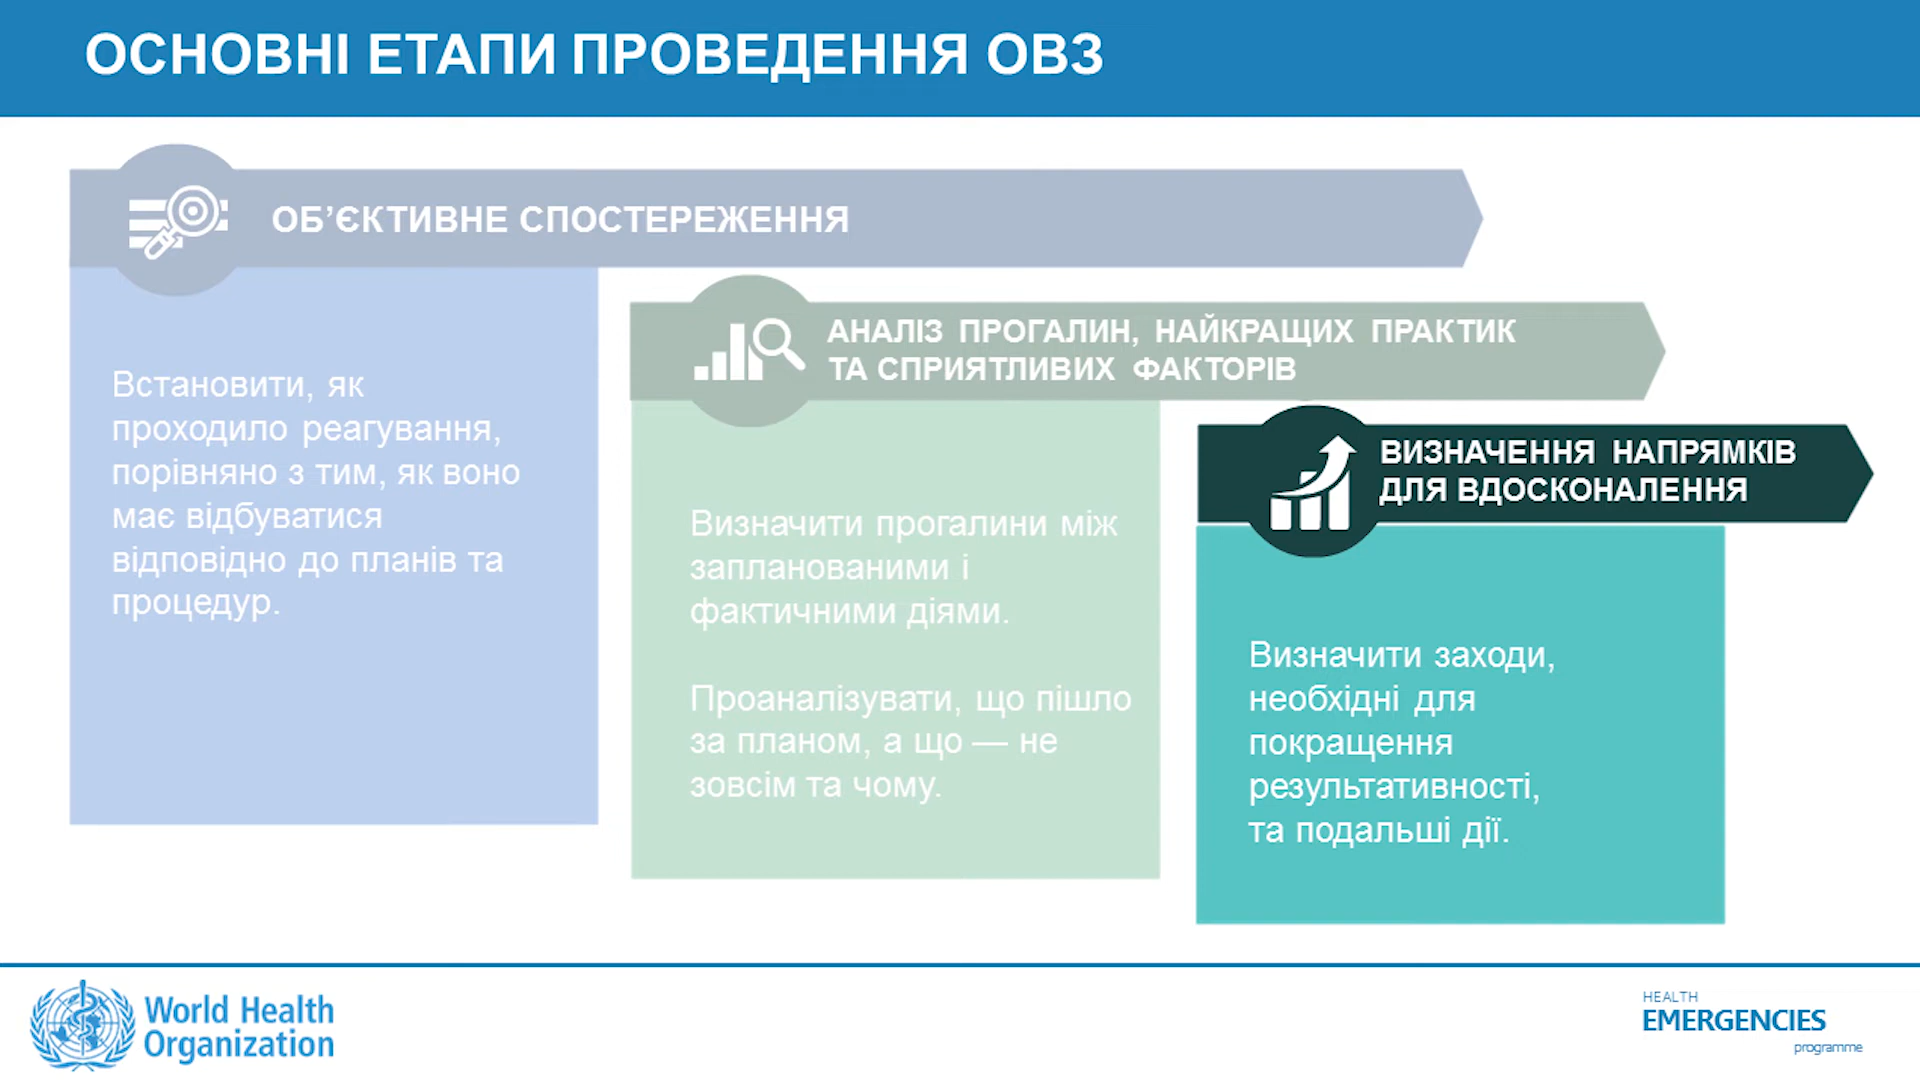 ОСНОВНІ ЕТАПИ ПРОВЕДЕННЯ ОВЗ
ОБ’ЄКТИВНЕ СПОСТЕРЕЖЕННЯ
Встановити, як
проходило реагування,
порівняно з тим, як воно
має відбуватися
відповідно до планів та
процедур.
АНАЛІЗ ПРОГАЛИН, НАЙКРАЩИХ ПРАКТИК
ТА СПРИЯТЛИВИХ ФАКТОРІВ
Визначити прогалини між
запланованими і
фактичними діями.
Проаналізувати, що пішло
за планом, а що — не
зовсім та чому.
ВИЗНАЧЕННЯ НАПРЯМКІВ
ДЛЯ ВДОСКОНАЛЕННЯ
Визначити заходи,
необхідні для
покращення
результативності,
та подальші дії.
World Health
Organization
HEALTH
EMERGENCIES
programme